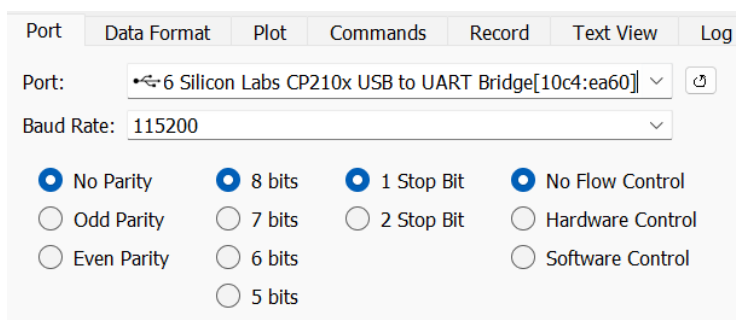 Port Data Format Plot Commands Record Text View Log
Port: 6 Silicon Labs CP210x USB to UART Bridge[10c4:ea60]
Baud Rate: 115200
No Parity 8 bits 1 Stop Bit No Flow Control
Odd Parity 7 bits 2 Stop Bit Hardware Control
Even Parity 6 bits Software Control
5 bits